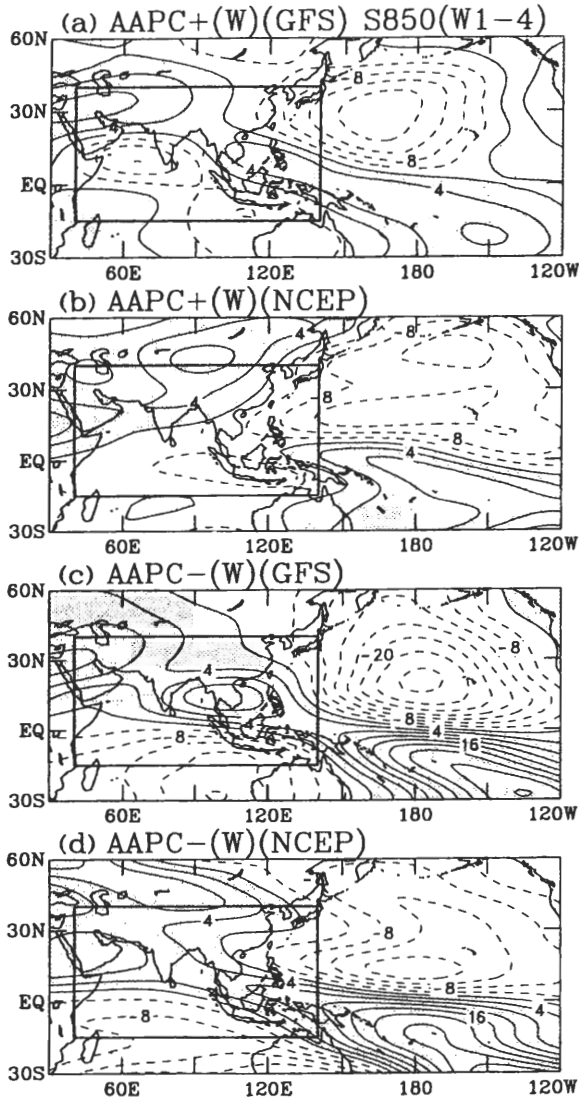 (a) AAPC+(W)(GFS) S850(W1-4)
60N
8
30N
4
8
EQ
4
4
30S
60E 120E 180 120W
(b) AAPC+(W)(NCEP)
60N
4
8
30N
8
4
8
EQ
4
30S
60E 120E 180 120W
(c) AAPC-(W)(GFS)
60N
-20
-8
30N
4
8
EQ
4
8
4
16
30S
60E 120E 180 120W
(d) AAPC-(W)(NCEP)
60N
4
30N
8
4
8
EQ
4
8
16
30S
60E 120E 180 120W